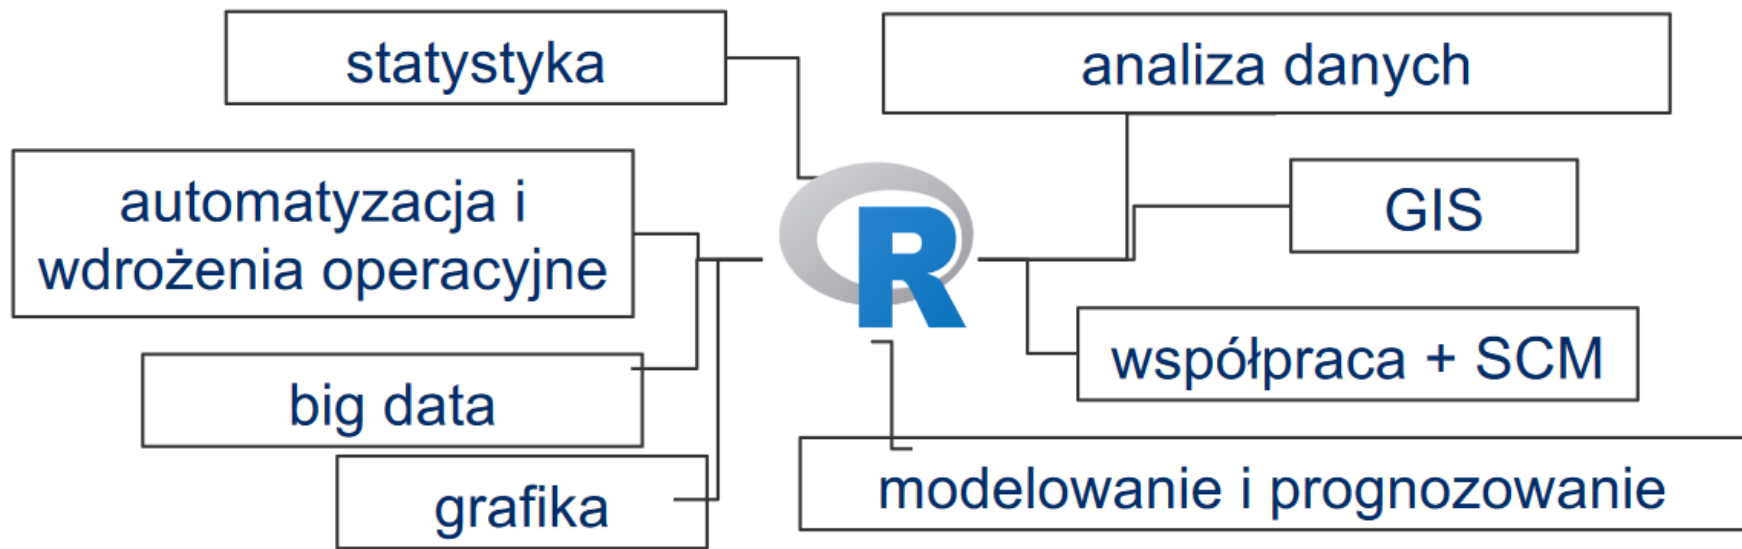 statystyka
analiza danych
automatyzacja i
wdrożenia operacyjne
GIS
R
współpraca + SCM
big data
grafika
modelowanie i prognozowanie